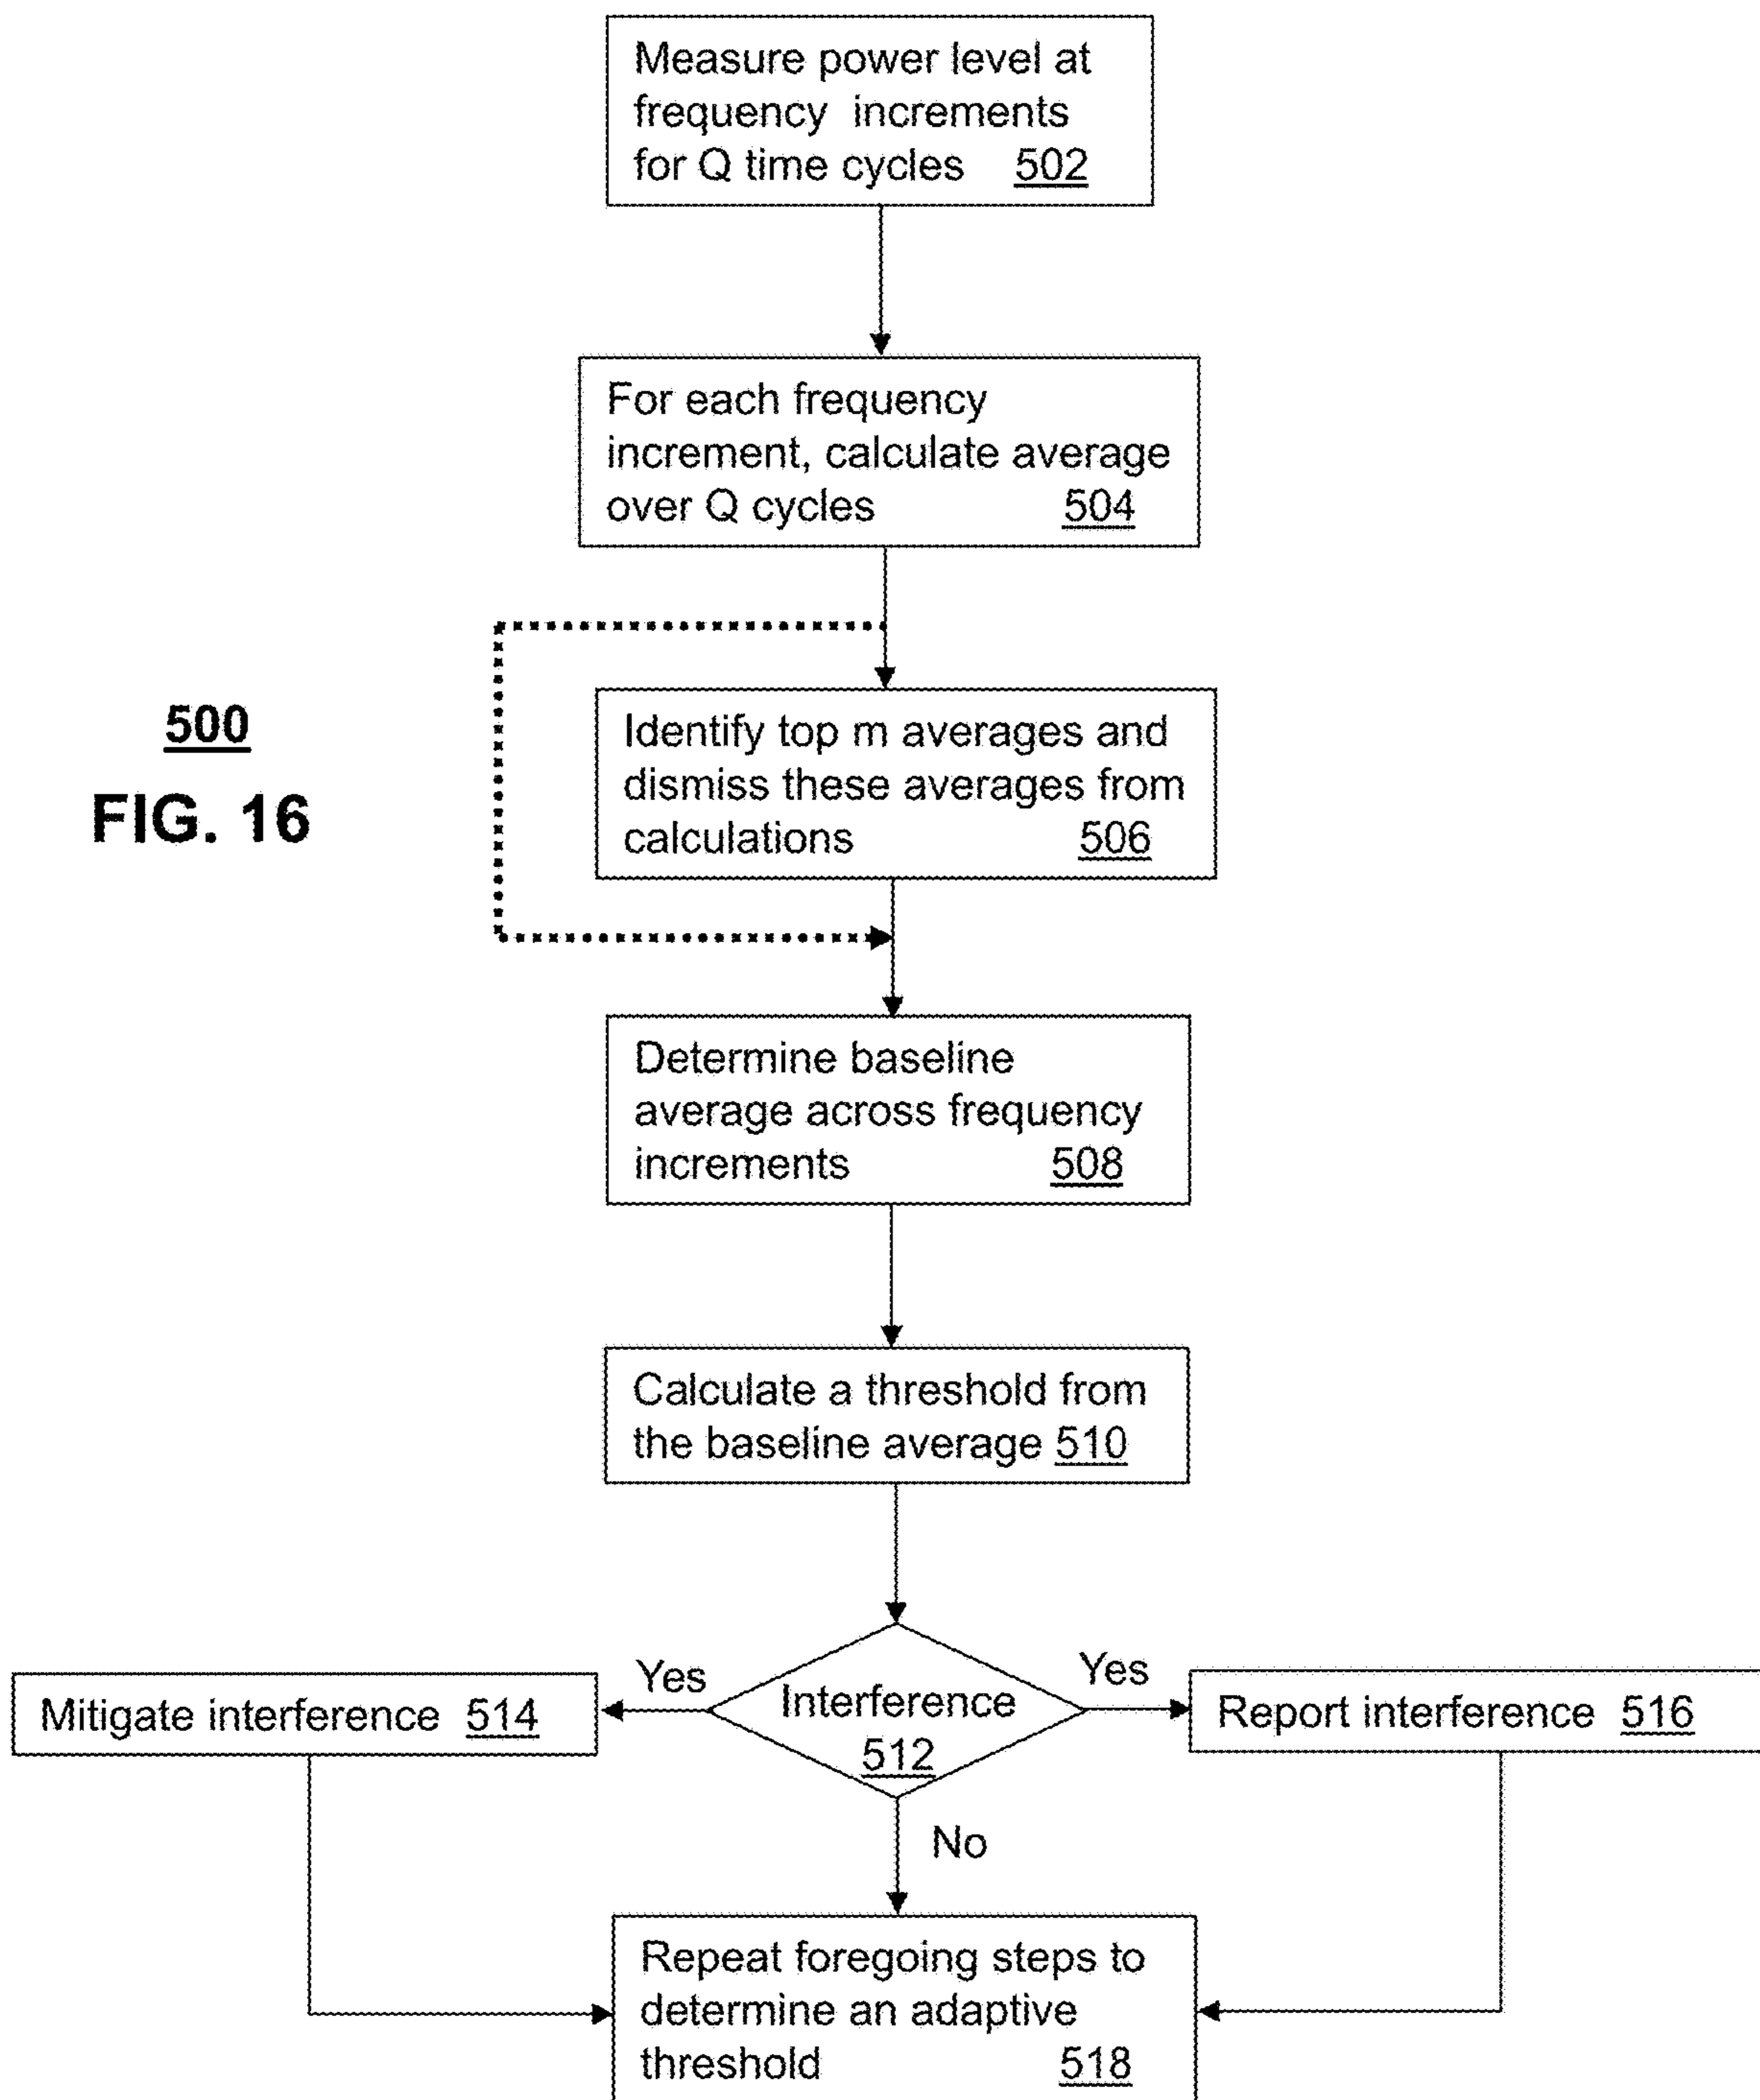 Measure power level at
frequency increments
for Q time cycles 502
For each frequency
increment, calculate average
over Q cycles 504
500
FIG. 16
Identify top m averages and
dismiss these averages from
calculations 506
Determine baseline
average across frequency
increments 508
Calculate a threshold from
the baseline average 510
Yes
Yes
Mitigate interference 514
Interference
512
Report interference 516
No
Repeat foregoing steps to
determine an adaptive
threshold 518